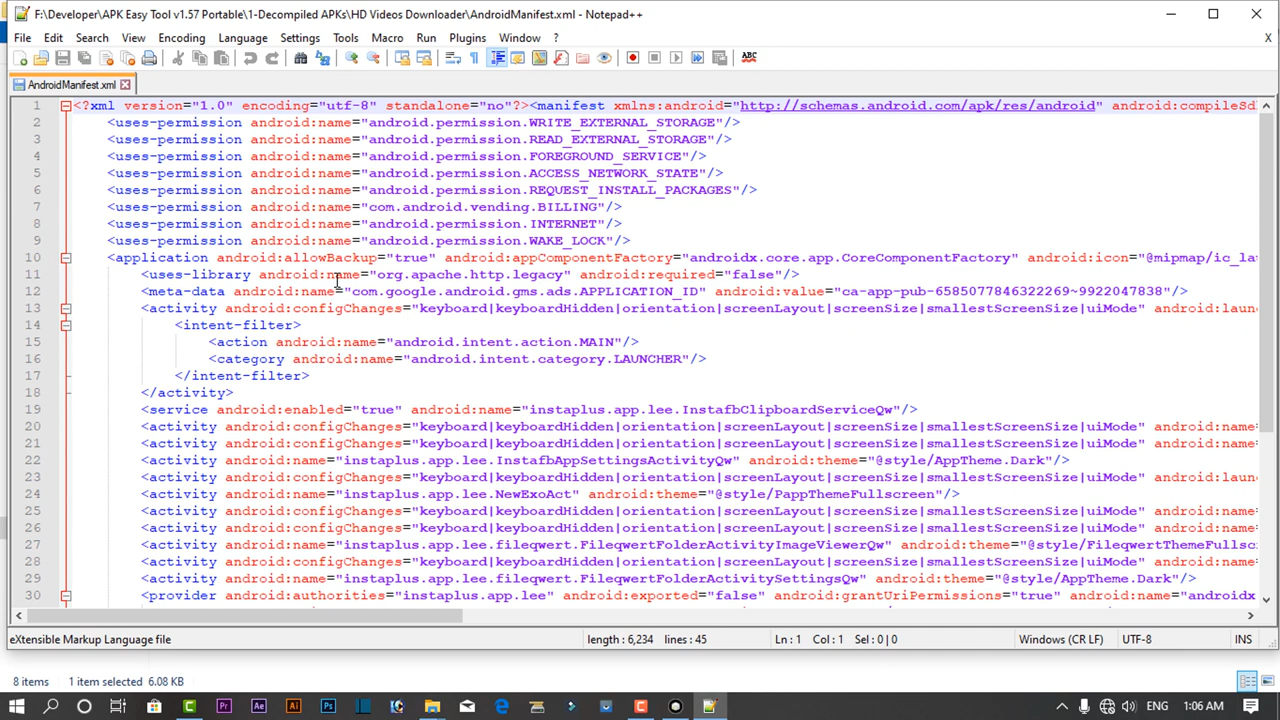 F:\Developer\APK Easy Tool v1.57 Portable\1-Decompiled APKs\HD Videos Downloader\AndroidManifest.xml - Notepad++
File Edit Search View Encoding Language Settings Tools Macro Run Plugins Window ? X
ABC
AndroidManifest.xml
1 <?xml version="1.0" encoding="utf-8" standalone="no"?><manifest xmlns:android="http://schemas.android.com/apk/res/android" android:compileSd
2 <uses-permission android:name="android.permission.WRITE_EXTERNAL_STORAGE"/>
3 <uses-permission android:name="android.permission.READ_EXTERNAL_STORAGE"/>
4 <uses-permission android:name="android.permission.FOREGROUND_SERVICE"/>
5 <uses-permission android:name="android.permission.ACCESS_NETWORK_STATE"/>
6 <uses-permission android:name="android.permission.REQUEST_INSTALL_PACKAGES"/>
7 <uses-permission android:name="com.android.vending.BILLING"/>
8 <uses-permission android:name="android.permission.INTERNET"/>
9 <uses-permission android:name="android.permission.WAKE_LOCK"/>
10 <application android:allowBackup="true" android:appComponentFactory="androidx.core.app.CoreComponentFactory" android:icon="@mipmap/ic_la
11 <uses-library android:name="org.apache.http.legacy" android:required="false"/>
12 <meta-data android:name="com.google.android.gms.ads.APPLICATION_ID" android:value="ca-app-pub-6585077846322269~9922047838"/>
13 <activity android:configChanges="keyboard|keyboardHidden|orientation|screenLayout|screenSize|smallestScreenSize|uiMode" android:laun
14 <intent-filter>
15 <action android:name="android.intent.action.MAIN"/>
16 <category android:name="android.intent.category.LAUNCHER"/>
17 </intent-filter>
18 </activity>
19 <service android:enabled="true" android:name="instaplus.app.lee.InstafbClipboardServiceQw"/>
20 <activity android:configChanges="keyboard|keyboardHidden|orientation|screenLayout|screenSize|smallestScreenSize|uiMode" android:name
21 <activity android:configChanges="keyboard|keyboardHidden|orientation|screenLayout|screenSize|smallestScreenSize|uiMode" android:name
22 <activity android:name="instaplus.app.lee.InstafbAppSettingsActivityQw" android:theme="@style/AppTheme.Dark"/>
23 <activity android:configChanges="keyboard|keyboardHidden|orientation|screenLayout|screenSize|smallestScreenSize|uiMode" android:laun
24 <activity android:name="instaplus.app.lee.NewExoAct" android:theme="@style/PappThemeFullscreen"/>
25 <activity android:configChanges="keyboard|keyboardHidden|orientation|screenLayout|screenSize|smallestScreenSize|uiMode" android:name
26 <activity android:configChanges="keyboard|keyboardHidden|orientation|screenLayout|screenSize|smallestScreenSize|uiMode" android:name
27 <activity android:name="instaplus.app.lee.fileqwert.FileqwertFolderActivityImageViewerQw" android:theme="@style/FileqwertThemeFullsc
28 <activity android:configChanges="keyboard|keyboardHidden|orientation|screenLayout|screenSize|smallestScreenSize|uiMode" android:name
29 <activity android:name="instaplus.app.lee.fileqwert.FileqwertFolderActivitySettingsQw" android:theme="@style/AppTheme.Dark"/>
30 <provider android:authorities="instaplus.app.lee" android:exported="false" android:grantUriPermissions="true" android:name="androidx
eXtensible Markup Language file length : 6,234 lines : 45 Ln : 1 Col : 1 Sel : 0 | 0 Windows (CR LF) UTF-8 INS
8 items 1 item selected 6.08 KB
Pr Ae Ai Ps ENG 1:06 AM